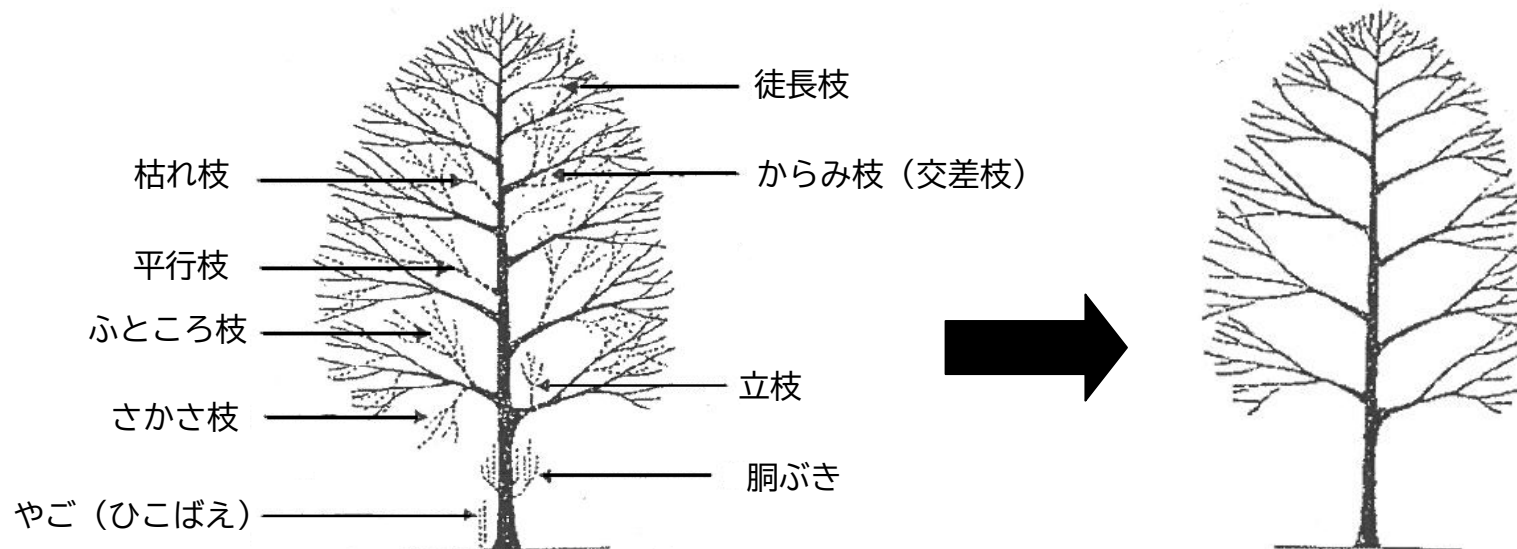 徒長枝
枯れ枝
からみ枝（交差枝）
平行枝
ふところ枝
立枝
さかさ枝
胴ぶき
やご（ひこばえ）